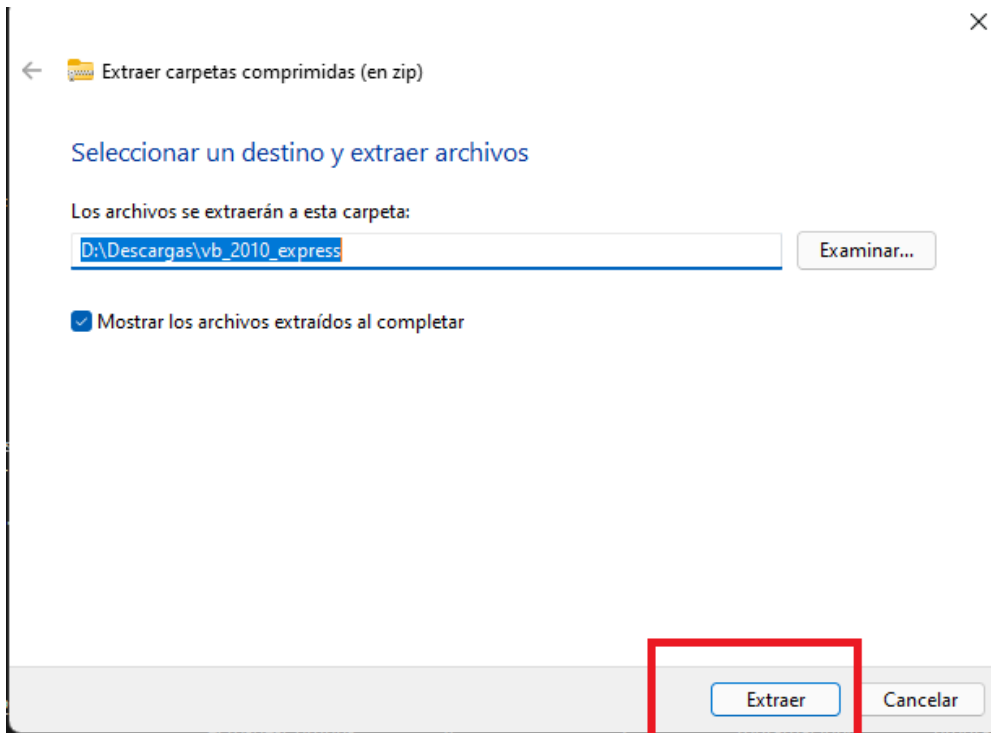 Extraer carpetas comprimidas (en zip)
Seleccionar un destino y extraer archivos
Los archivos se extraerán a esta carpeta:
D:\Descargas\vb_2010_express
Examinar...
Mostrar los archivos extraídos al completar
Extraer
Cancelar